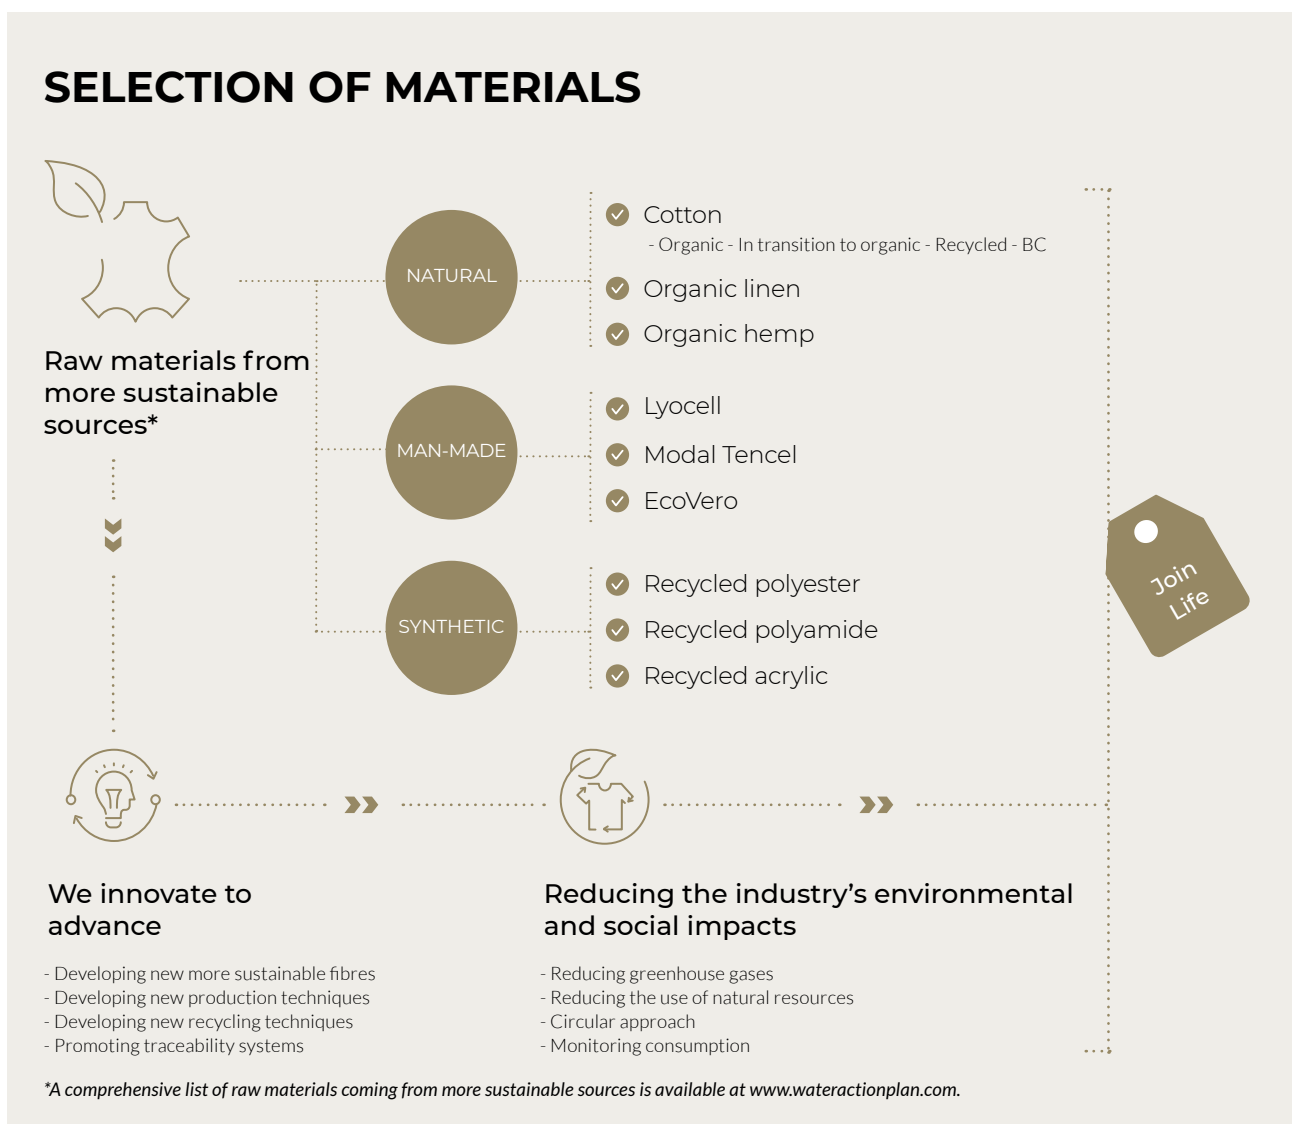 SELECTION OF MATERIALS
Raw materials from
more sustainable
sources*
NATURAL
Cotton
- Organic - In transition to organic - Recycled - BC
Organic linen
Organic hemp
MAN-MADE
Lyocell
Modal Tencel
EcoVero
SYNTHETIC
Recycled polyester
Recycled polyamide
Recycled acrylic
Join
Life
We innovate to
advance
- Developing new more sustainable fibres
- Developing new production techniques
- Developing new recycling techniques
- Promoting traceability systems
Reducing the industry’s environmental
and social impacts
- Reducing greenhouse gases
- Reducing the use of natural resources
- Circular approach
- Monitoring consumption
*A comprehensive list of raw materials coming from more sustainable sources is available at www.wateractionplan.com.